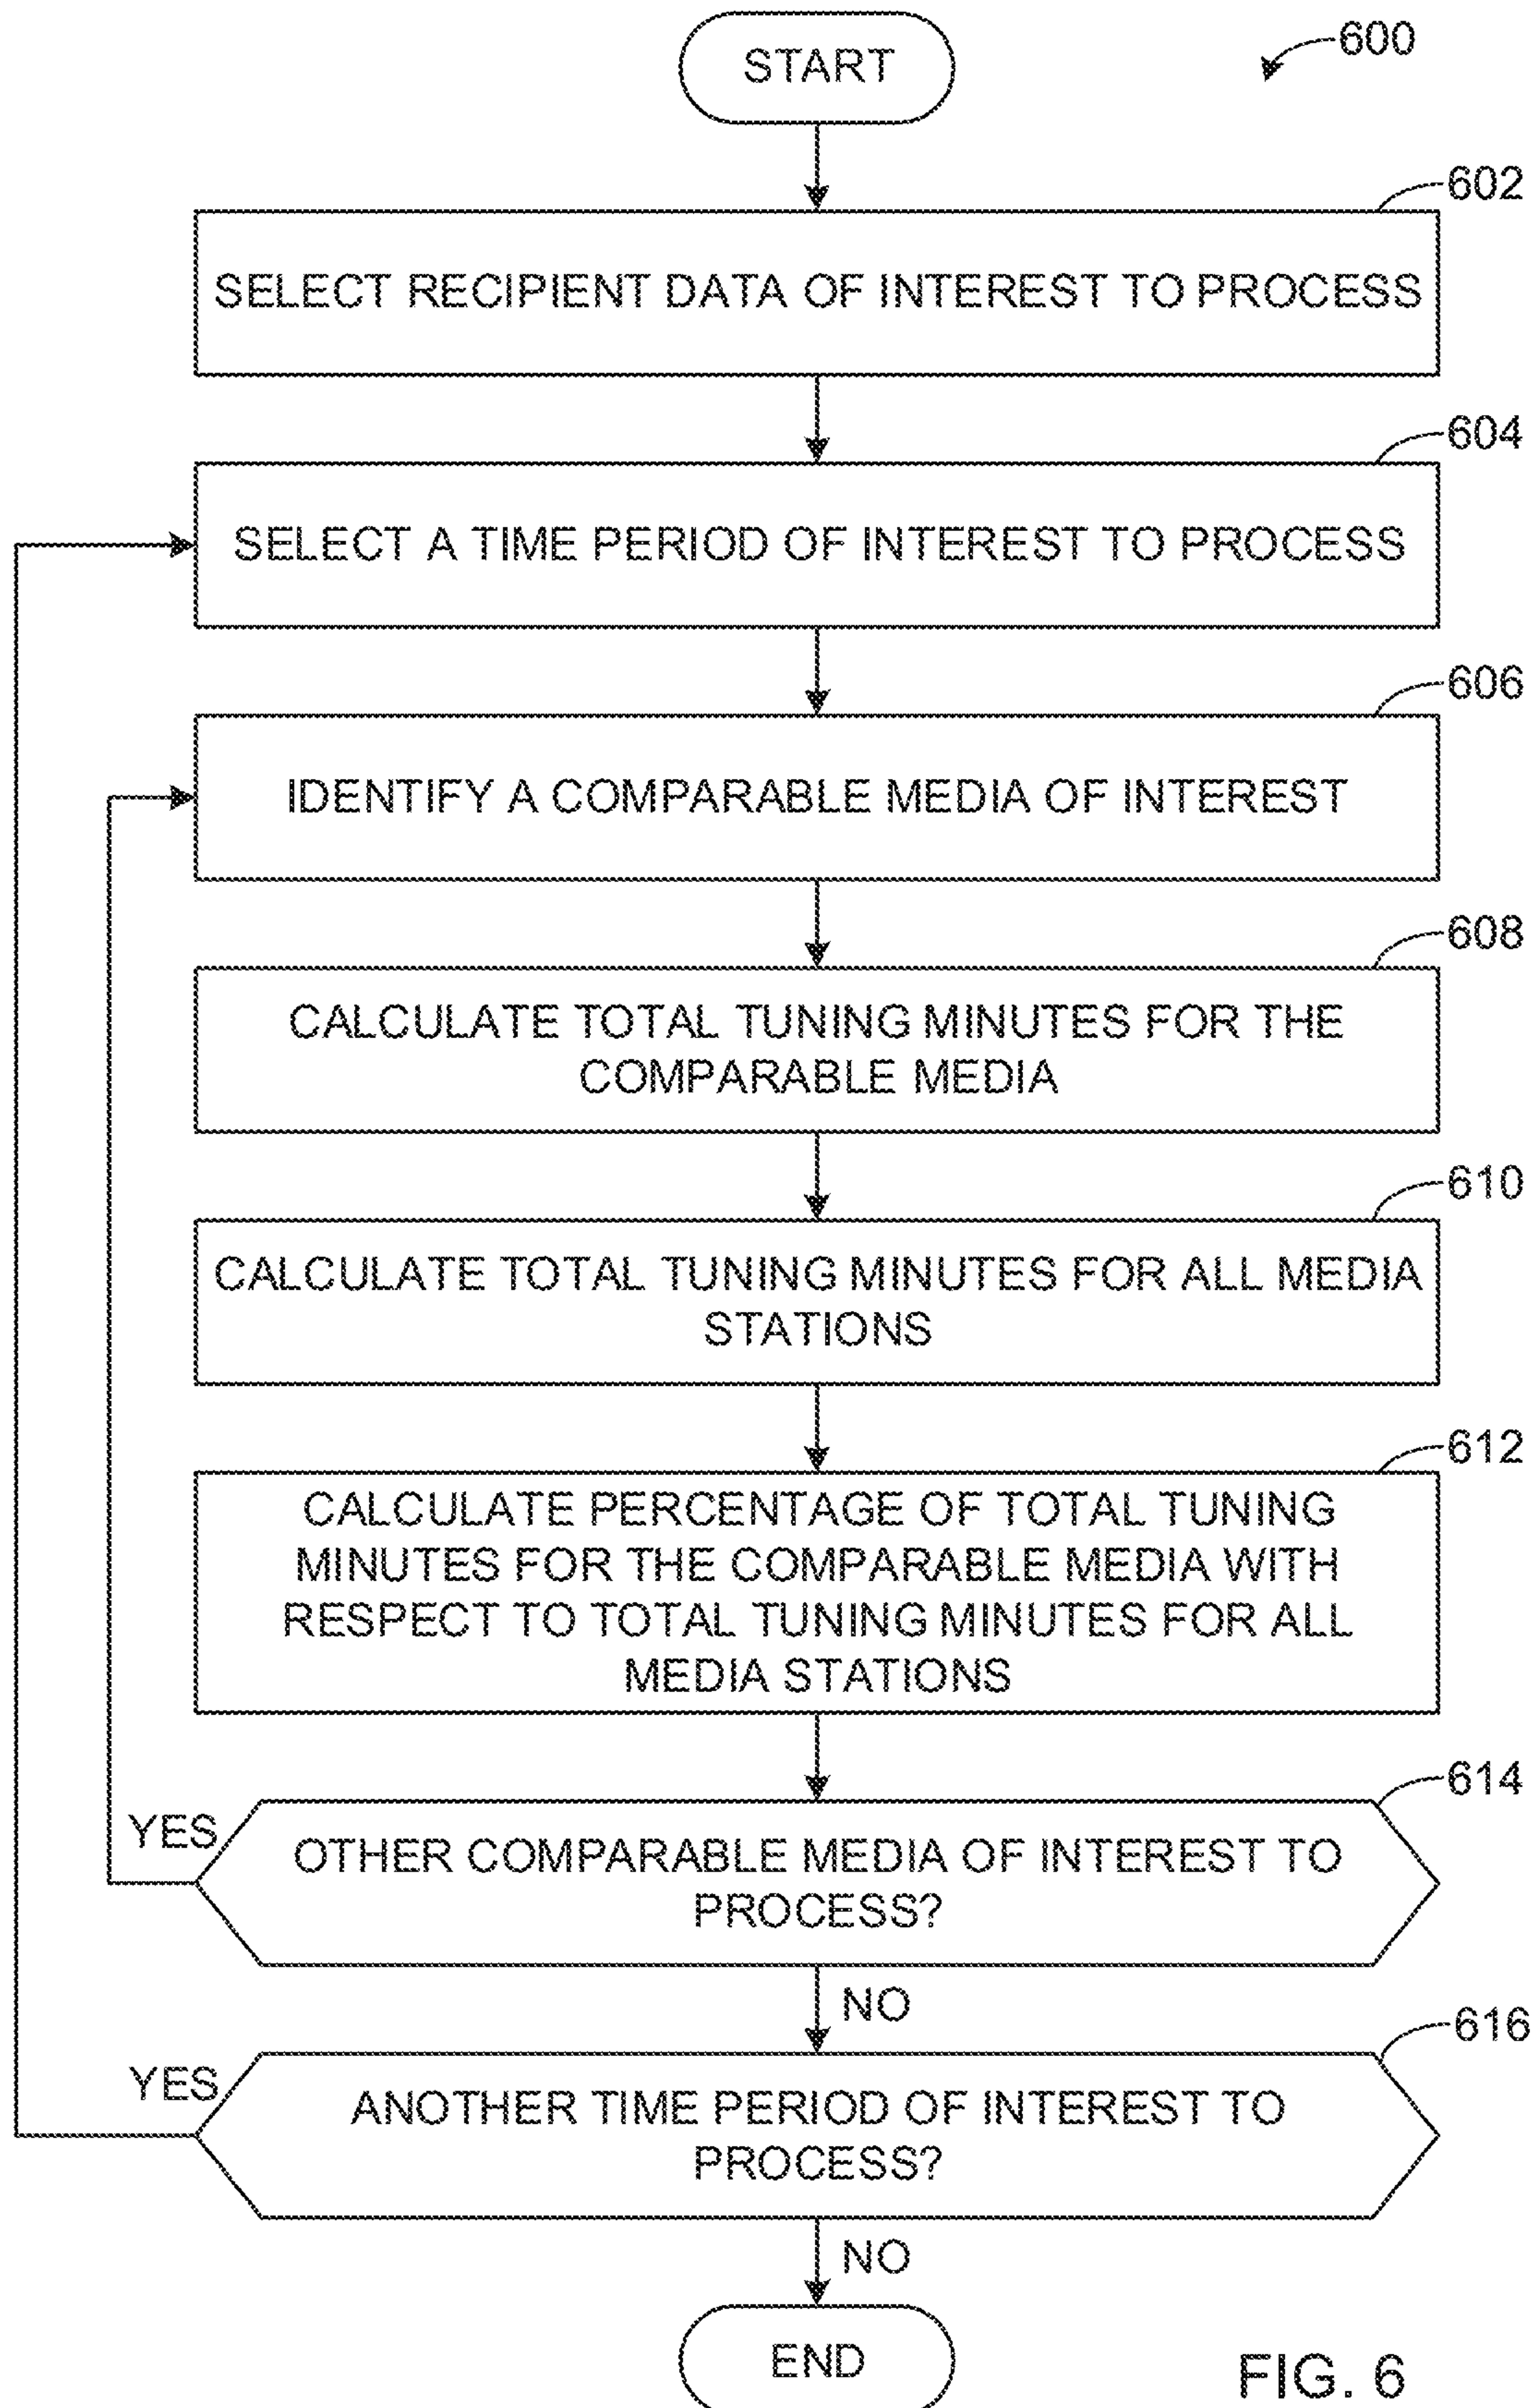 START
600
602
SELECT RECIPIENT DATA OF INTEREST TO PROCESS
604
SELECT A TIME PERIOD OF INTEREST TO PROCESS
606
IDENTIFY A COMPARABLE MEDIA OF INTEREST
608
CALCULATE TOTAL TUNING MINUTES FOR THE
COMPARABLE MEDIA
610
CALCULATE TOTAL TUNING MINUTES FOR ALL MEDIA
STATIONS
612
CALCULATE PERCENTAGE OF TOTAL TUNING
MINUTES FOR THE COMPARABLE MEDIA WITH
RESPECT TO TOTAL TUNING MINUTES FOR ALL
MEDIA STATIONS
614
YES
OTHER COMPARABLE MEDIA OF INTEREST TO
PROCESS?
NO
616
YES
ANOTHER TIME PERIOD OF INTEREST TO
PROCESS?
NO
END
FIG. 6